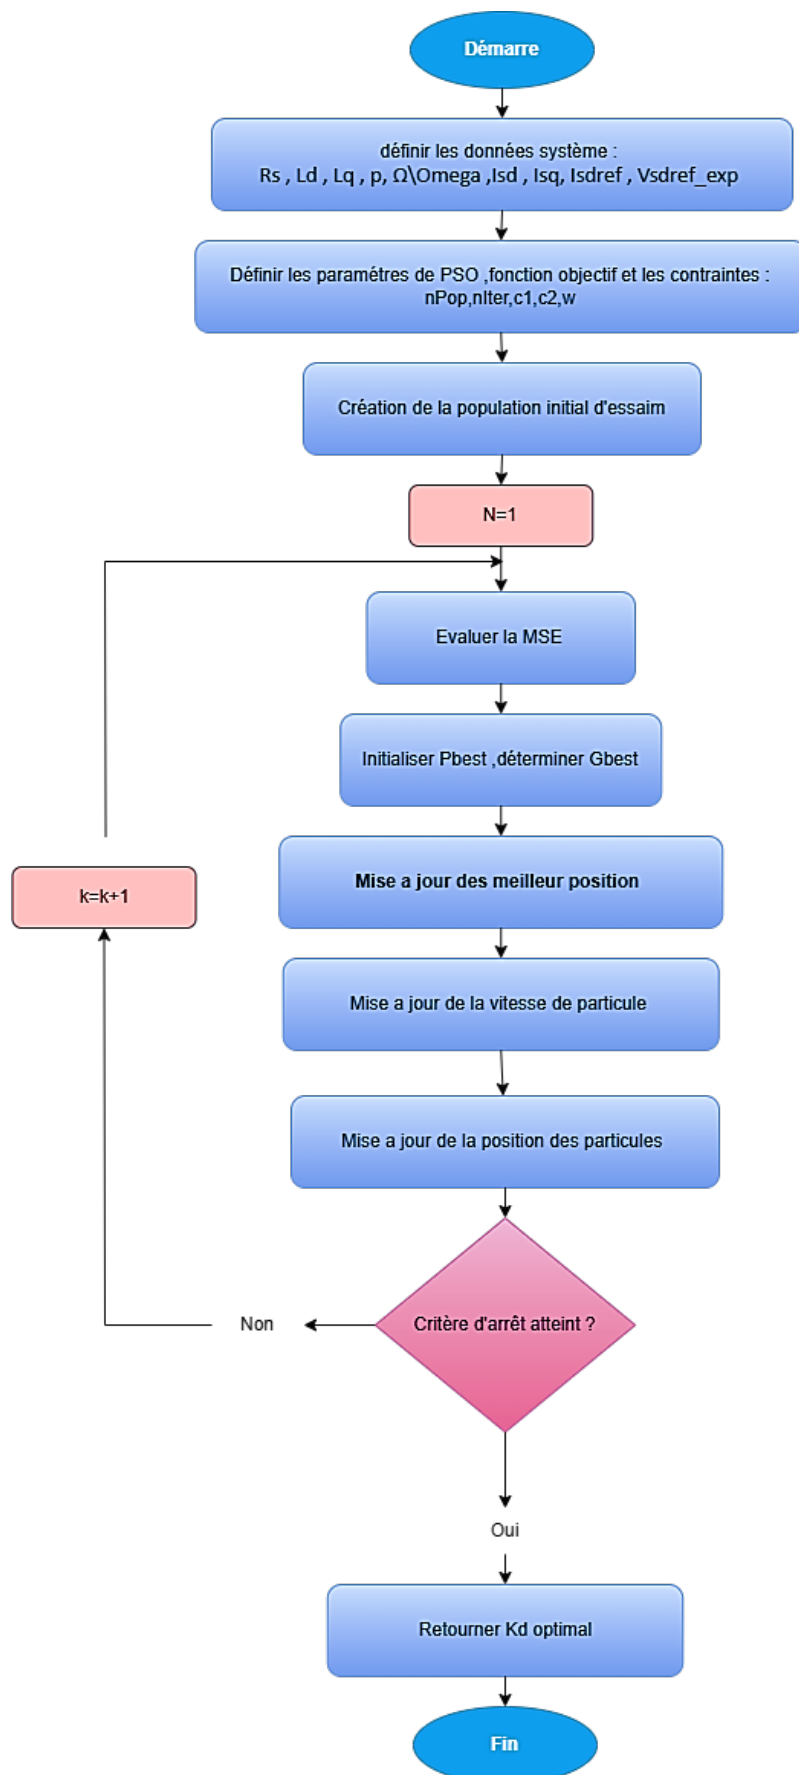 Démarre
définir les données système :
Rs , Ld , Lq , p, Ω\Omega ,Isd , Isq, Isdref , Vsdref_exp
Définir les paramétres de PSO ,fonction objectif et les contraintes :
nPop,nIter,c1,c2,w
Création de la population initial d'essaim
N=1
Evaluer la MSE
Initialiser Pbest ,déterminer Gbest
Mise a jour des meilleur position
k=k+1
Mise a jour de la vitesse de particule
Mise a jour de la position des particules
Critère d'arrêt atteint ?
Non
Oui
Retourner Kd optimal
Fin